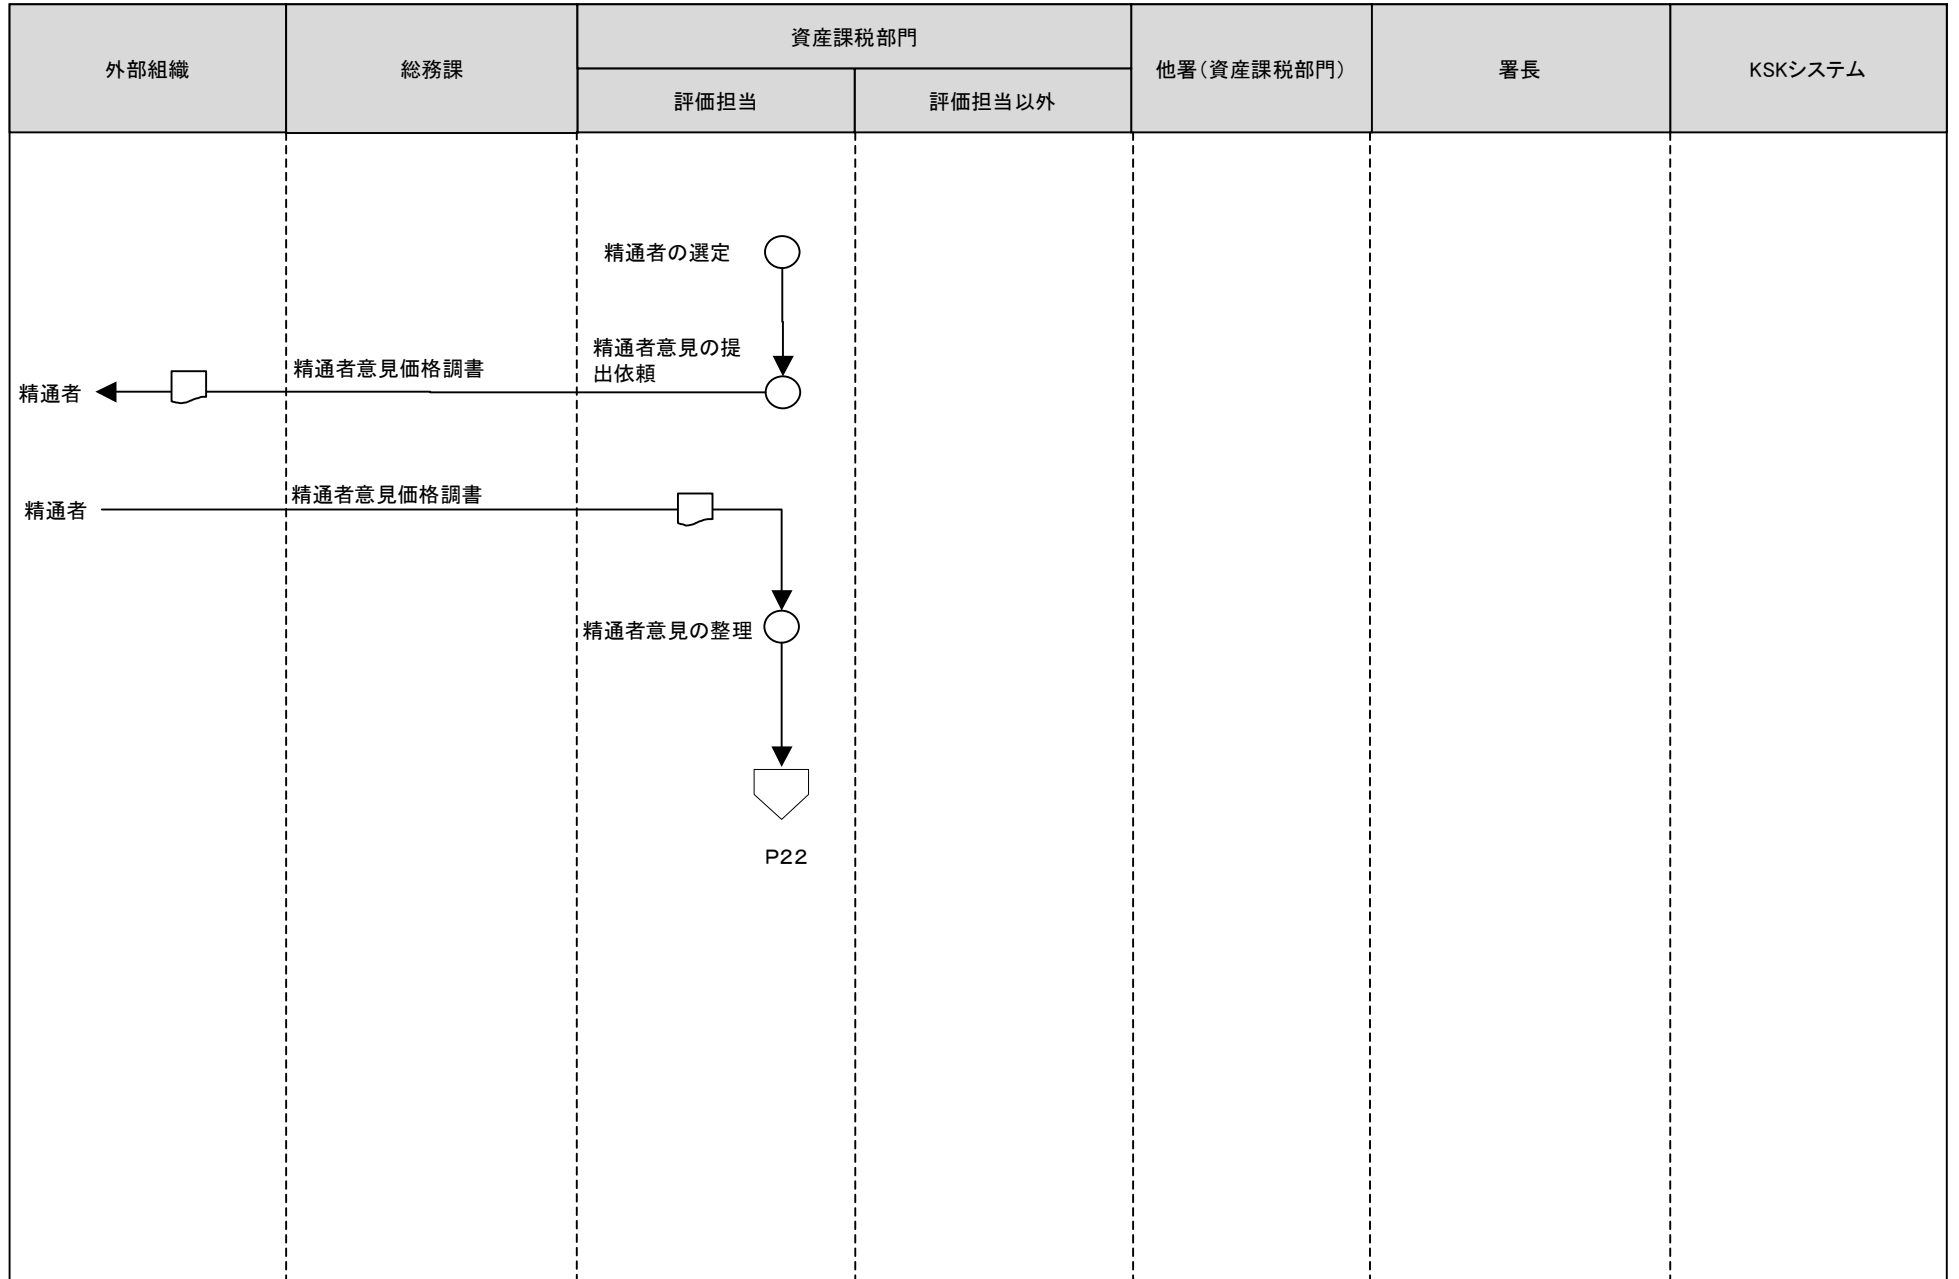 外部組織
総務課
資産課税部門
評価担当
評価担当以外
他署（資産課税部門）
署長
KSKシステム
精通者の選定
精通者意見の提
出依頼
精通者意見価格調書
精通者
精通者意見価格調書
精通者
精通者意見の整理
P22